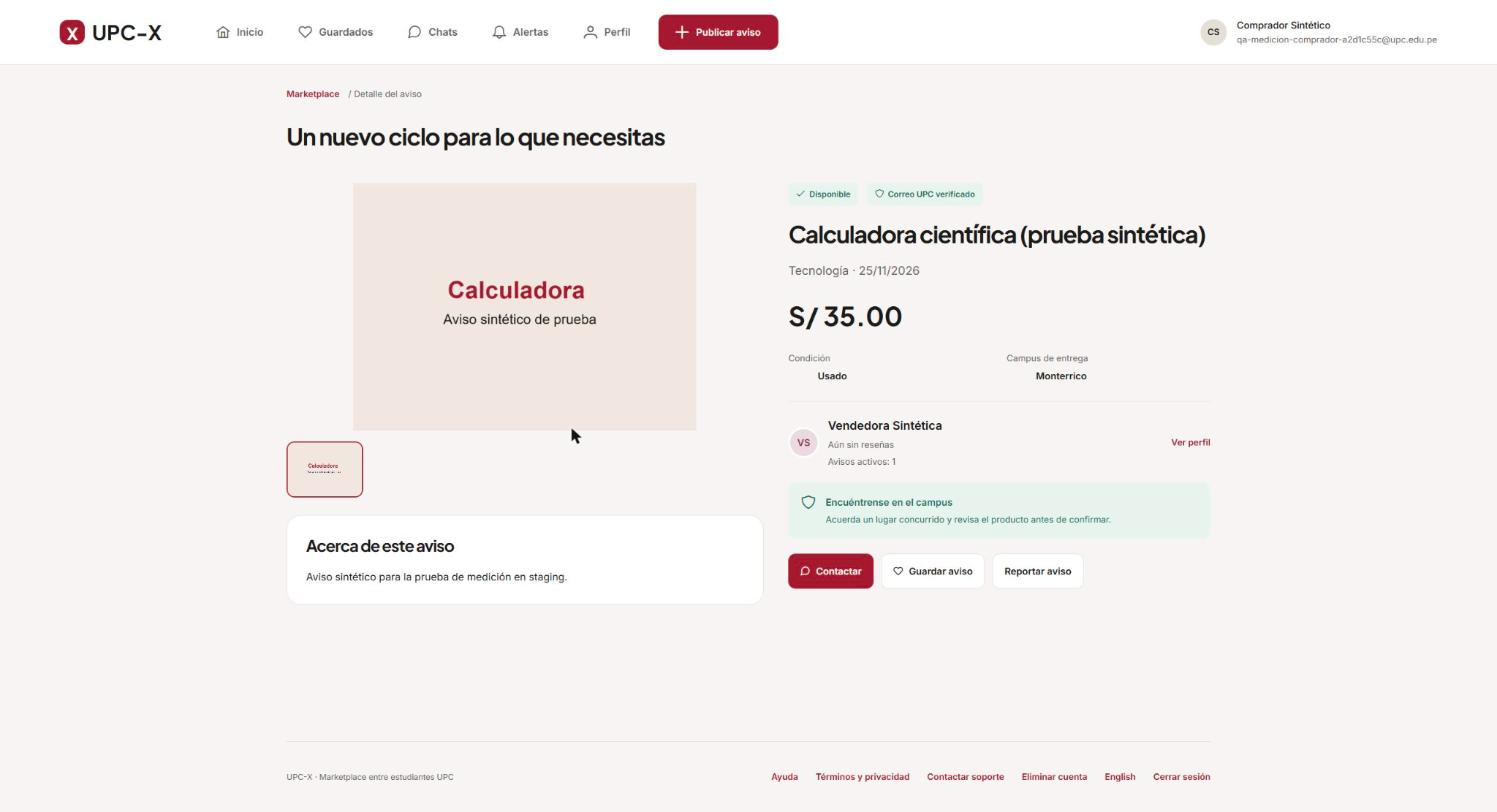 X UPC-X
Inicio
Guardados
Chats
Alertas
Perfil
Publicar aviso
CS
Comprador Sintético
qa-medicion-comprador-a2d1c55c@upc.edu.pe
Marketplace / Detalle del aviso
Un nuevo ciclo para lo que necesitas
Calculadora
Aviso sintético de prueba
Calculadora
Acerca de este aviso
Aviso sintético para la prueba de medición en staging.
Disponible
Correo UPC verificado
Calculadora científica (prueba sintética)
Tecnología · 25/11/2026
S/ 35.00
Condición
Usado
Campus de entrega
Monterrico
VS
Vendedora Sintética
Aún sin reseñas
Avisos activos: 1
Ver perfil
Encuéntrense en el campus
Acuerda un lugar concurrido y revisa el producto antes de confirmar.
Contactar
Guardar aviso
Reportar aviso
UPC-X · Marketplace entre estudiantes UPC
Ayuda
Términos y privacidad
Contactar soporte
Eliminar cuenta
English
Cerrar sesión